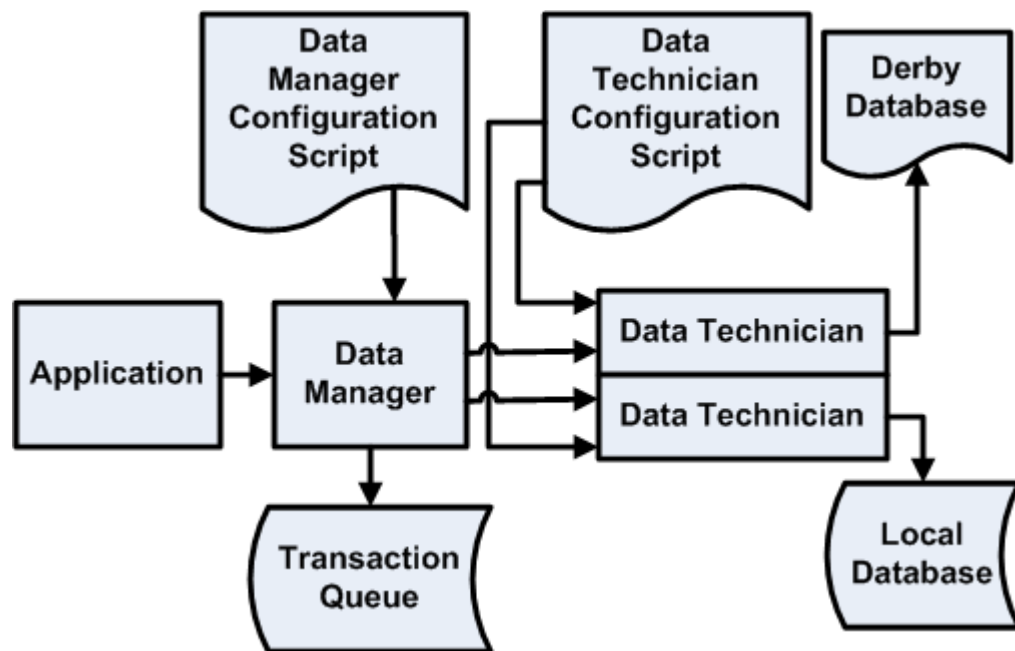 Data
Manager
Configuration
Script
Data
Technician
Configuration
Script
Derby
Database
Application
Data
Manager
Data Technician
Data Technician
Transaction
Queue
Local
Database